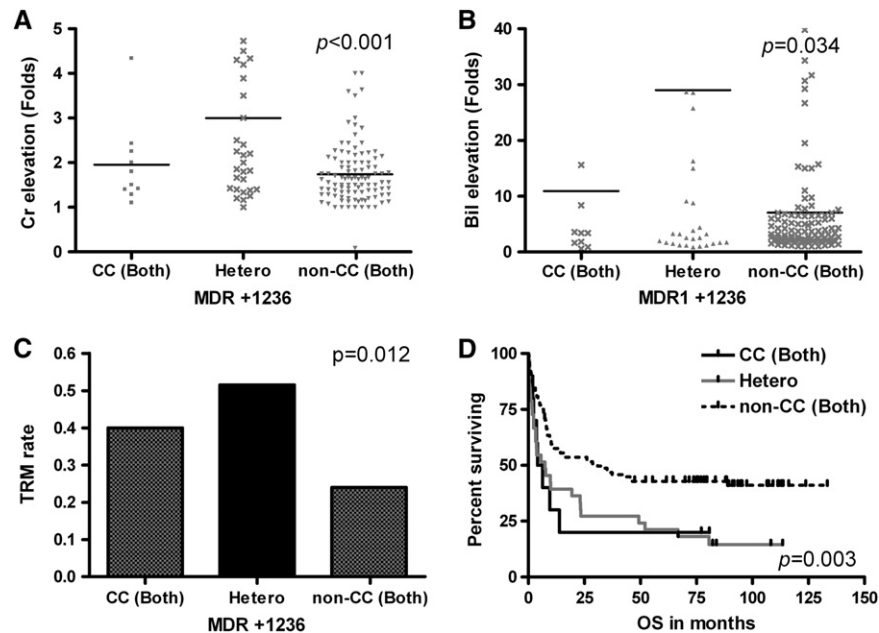 A
p<0.001
Cr elevation (Folds)
5
4
3
2
1
0
CC (Both) Hetero non-CC (Both)
MDR +1236
B
p=0.034
Bil elevation (Folds)
40
30
20
10
0
CC (Both) Hetero non-CC (Both)
MDR1 +1236
C
p=0.012
TRM rate
0.6
0.5
0.4
0.3
0.2
0.1
0.0
CC (Both) Hetero non-CC (Both)
MDR +1236
D
CC (Both)
Hetero
non-CC (Both)
Percent surviving
100
75
50
25
0
p=0.003
0 25 50 75 100 125 150
OS in months